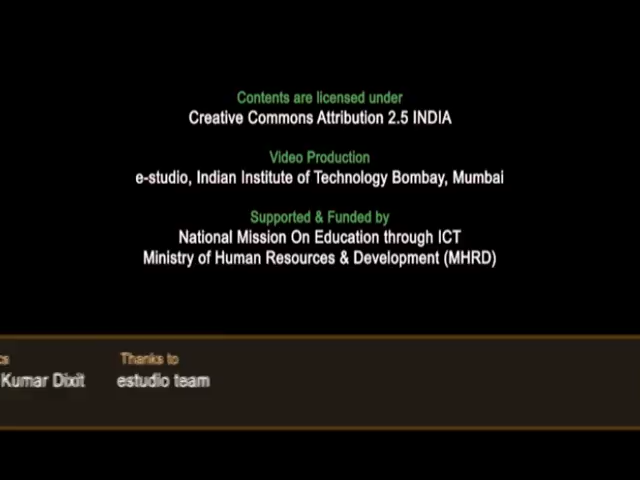 Contents are licensed under
Creative Commons Attribution 2.5 INDIA
Video Production
e-studio, Indian Institute of Technology Bombay, Mumbai
Supported & Funded by
National Mission On Education through ICT
Ministry of Human Resources & Development (MHRD)
Thanks to
Kumar Dixit
estudio team